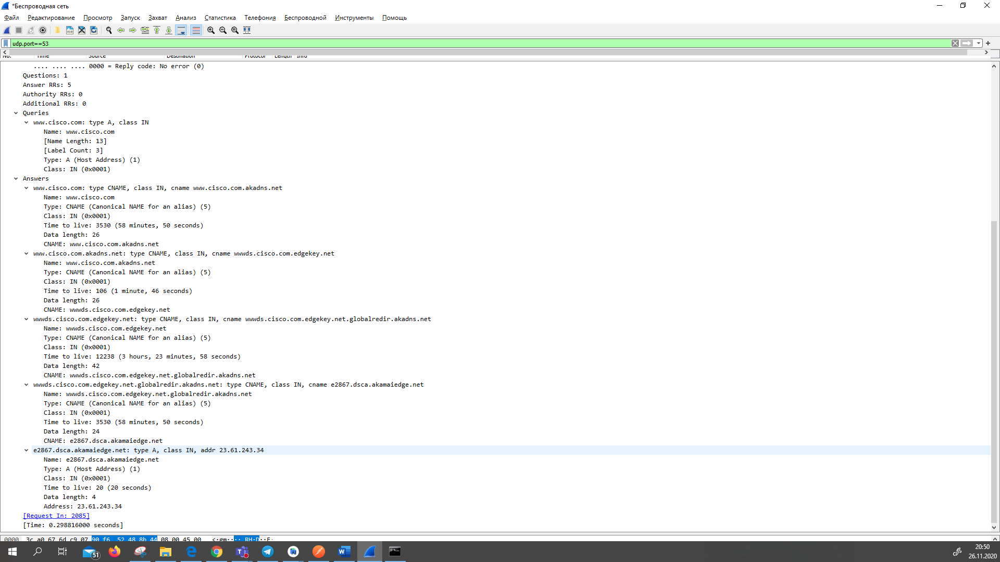 *Беспроводная сеть
Файл Редактирование Просмотр Запуск Захват Анализ Статистика Телефония Беспроводной Инструменты Помощь
udp.port==53
No. Time Source Destination Protocol Length Info
.... .... .... 0000 = Reply code: No error (0)
Questions: 1
Answer RRs: 5
Authority RRs: 0
Additional RRs: 0
Queries
www.cisco.com: type A, class IN
Name: www.cisco.com
[Name Length: 13]
[Label Count: 3]
Type: A (Host Address) (1)
Class: IN (0x0001)
Answers
www.cisco.com: type CNAME, class IN, cname www.cisco.com.akadns.net
Name: www.cisco.com
Type: CNAME (Canonical NAME for an alias) (5)
Class: IN (0x0001)
Time to live: 3530 (58 minutes, 50 seconds)
Data length: 26
CNAME: www.cisco.com.akadns.net
www.cisco.com.akadns.net: type CNAME, class IN, cname wwwds.cisco.com.edgekey.net
Name: www.cisco.com.akadns.net
Type: CNAME (Canonical NAME for an alias) (5)
Class: IN (0x0001)
Time to live: 106 (1 minute, 46 seconds)
Data length: 26
CNAME: wwwds.cisco.com.edgekey.net
wwwds.cisco.com.edgekey.net: type CNAME, class IN, cname wwwds.cisco.com.edgekey.net.globalredir.akadns.net
Name: wwwds.cisco.com.edgekey.net
Type: CNAME (Canonical NAME for an alias) (5)
Class: IN (0x0001)
Time to live: 12238 (3 hours, 23 minutes, 58 seconds)
Data length: 42
CNAME: wwwds.cisco.com.edgekey.net.globalredir.akadns.net
wwwds.cisco.com.edgekey.net.globalredir.akadns.net: type CNAME, class IN, cname e2867.dsca.akamaiedge.net
Name: wwwds.cisco.com.edgekey.net.globalredir.akadns.net
Type: CNAME (Canonical NAME for an alias) (5)
Class: IN (0x0001)
Time to live: 3530 (58 minutes, 50 seconds)
Data length: 24
CNAME: e2867.dsca.akamaiedge.net
e2867.dsca.akamaiedge.net: type A, class IN, addr 23.61.243.34
Name: e2867.dsca.akamaiedge.net
Type: A (Host Address) (1)
Class: IN (0x0001)
Time to live: 20 (20 seconds)
Data length: 4
Address: 23.61.243.34
[Request In: 2085]
[Time: 0.298816000 seconds]
0000 3c a0 67 6d c9 07 90 f6 52 48 8b 44 08 00 45 00 <·gm···· RH·D··E·
51
20:50
26.11.2020